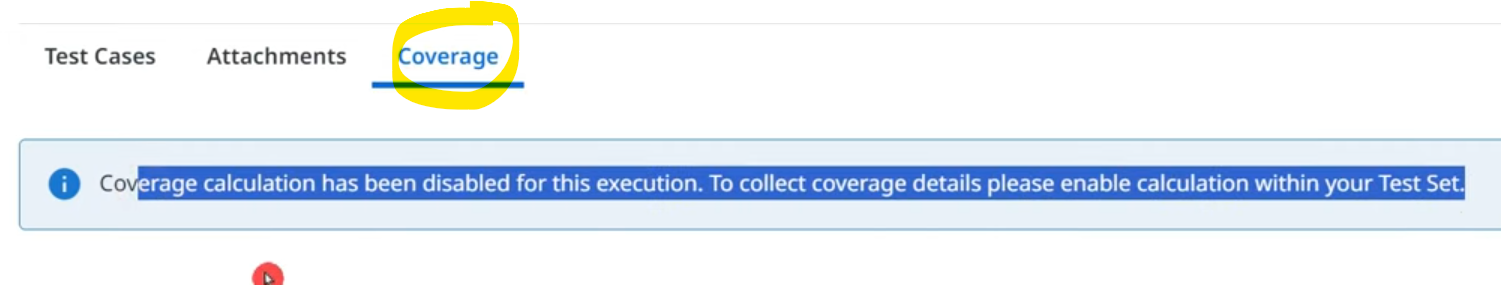 Test Cases Attachments Coverage
Coverage calculation has been disabled for this execution. To collect coverage details please enable calculation within your Test Set.